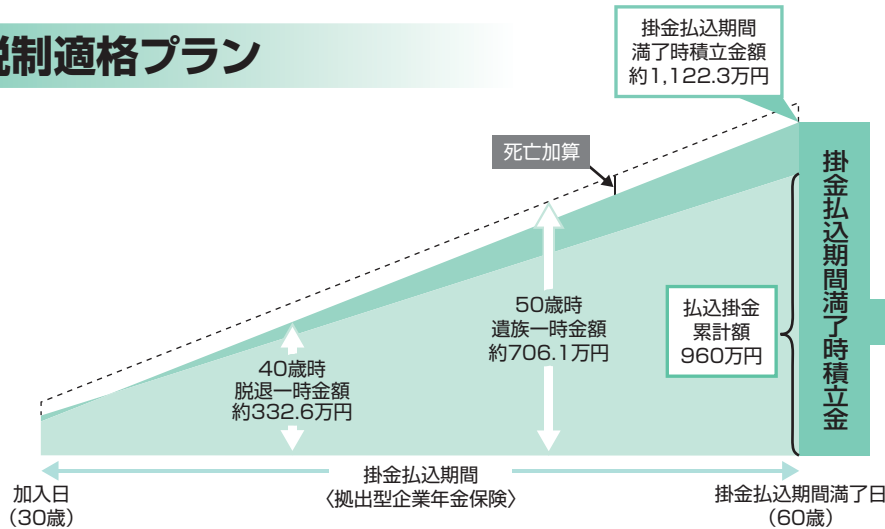 税制適格プラン
掛金払込期間
満了時積立金額
約1,122.3万円
死亡加算
掛金払込期間満了時積立金
50歳時
遺族一時金額
約706.1万円
払込掛金
累計額
960万円
40歳時
脱退一時金額
約332.6万円
加入日
（30歳）
掛金払込期間
〈拠出型企業年金保険〉
掛金払込期間満了日
（60歳）